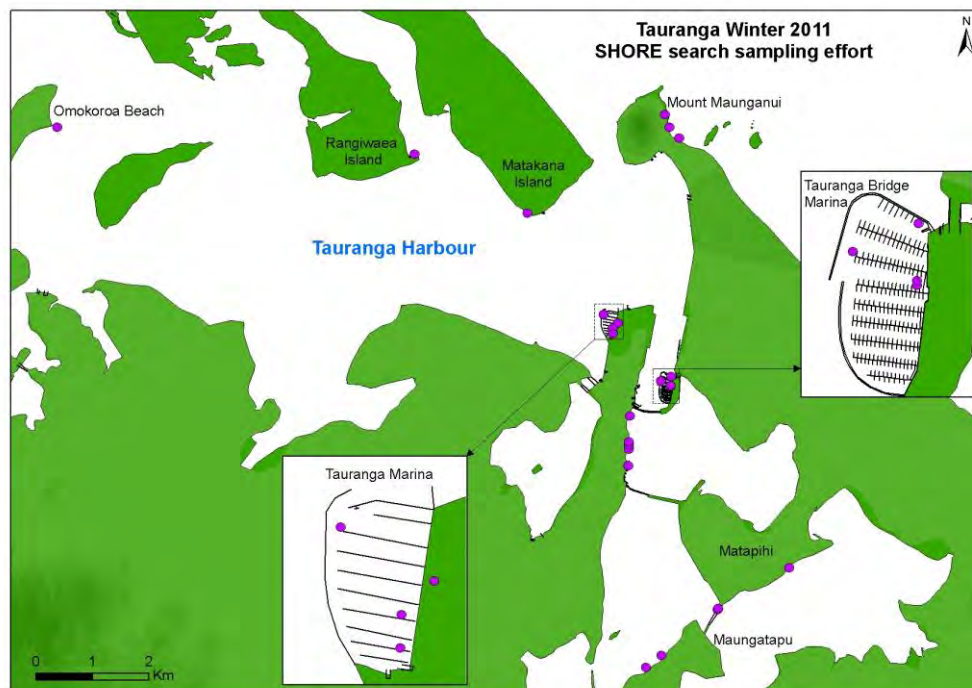 Tauranga Winter 2011
SHORE search sampling effort
N
Omokoroa Beach
Mount Maunganui
Rangiwaea
Island
Matakana
Island
Tauranga Bridge
Marina
Tauranga Harbour
Tauranga Marina
Matapihi
Maungatapu
0 1 2
Km